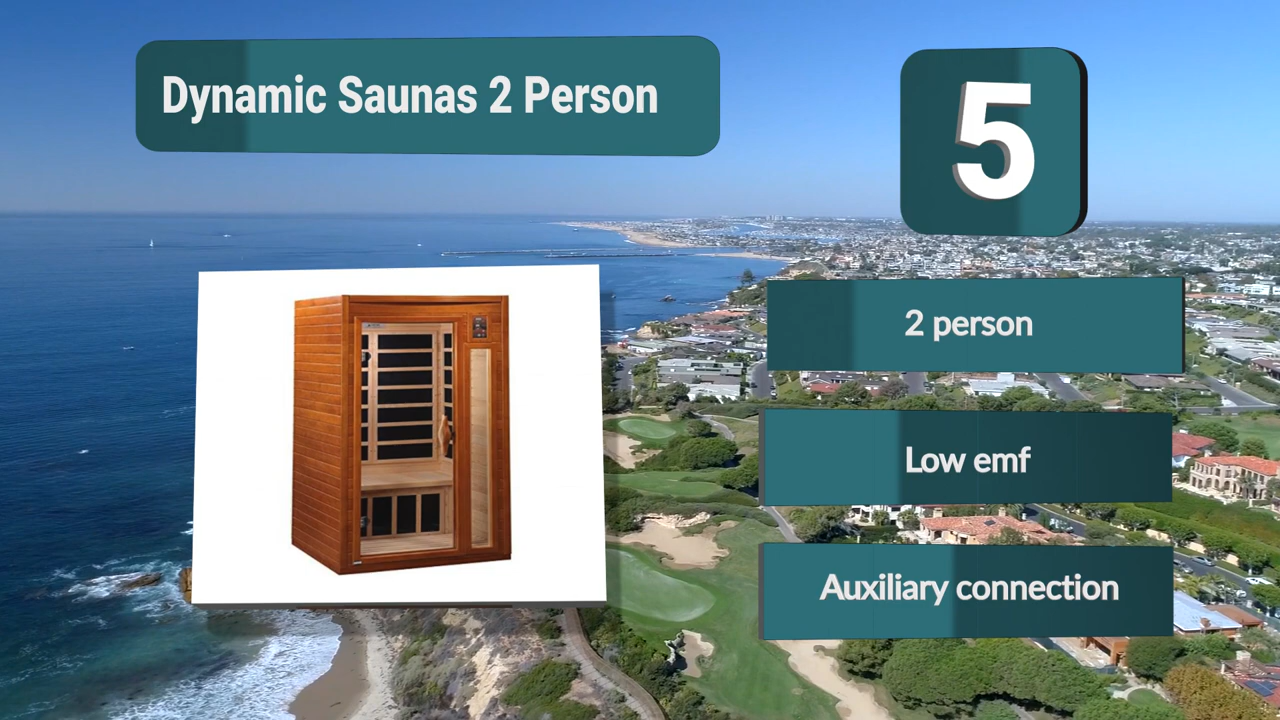 Dynamic Saunas 2 Person
5
2 person
Low emf
Auxiliary connection